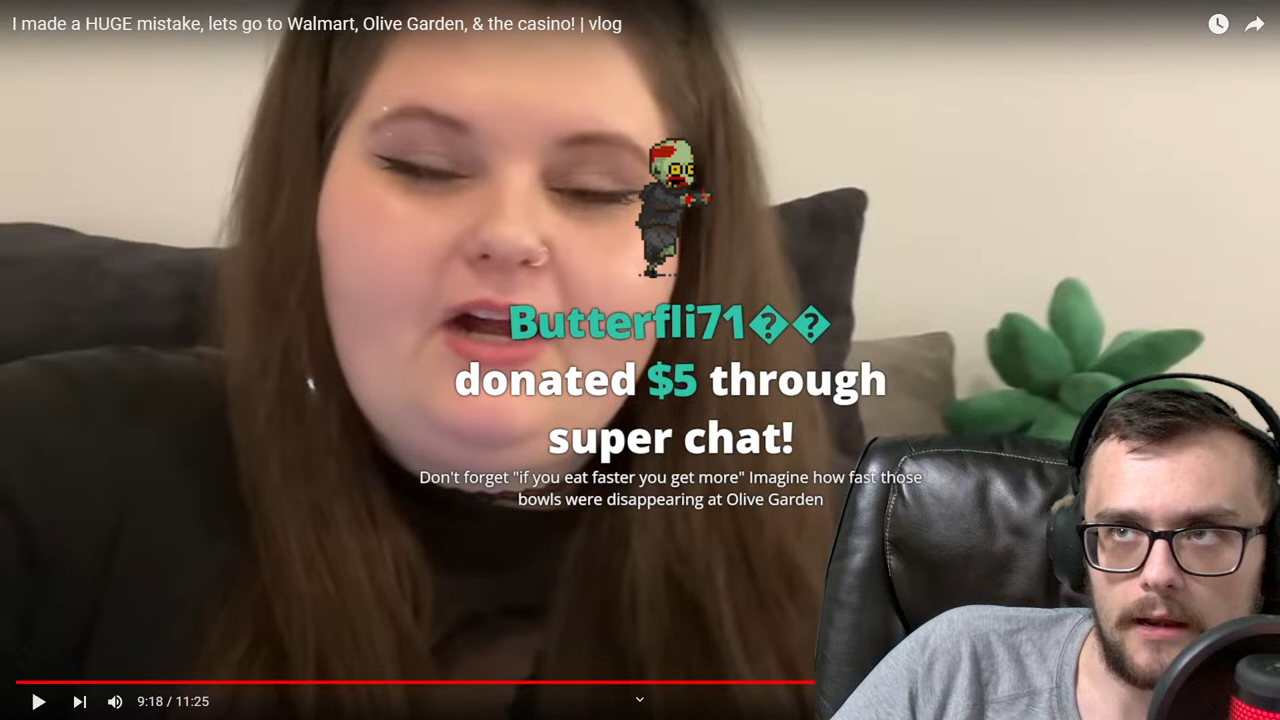 I made a HUGE mistake, lets go to Walmart, Olive Garden, & the casino! | vlog
Butterfli71��
donated $5 through
super chat!
Don't forget "if you eat faster you get more" Imagine how fast those
bowls were disappearing at Olive Garden
9:18 / 11:25